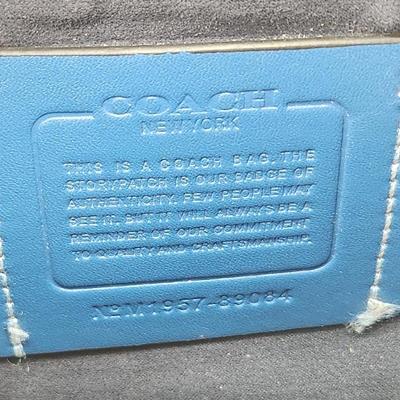 COACH
NEW YORK
THIS IS A COACH BAG. THE
STORYPATCH IS OUR BADGE OF
AUTHENTICITY. FEW PEOPLE MAY
SEE IT. BUT IT WILL ALWAYS BE A
REMINDER OF OUR COMMITMENT
TO QUALITY AND CRAFTSMANSHIP.
Nº M1957-89084